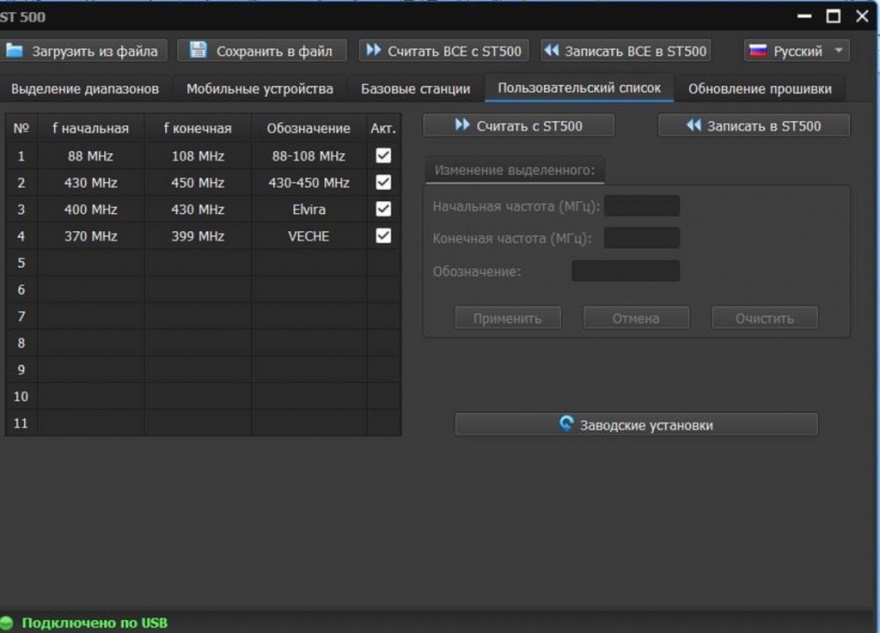 ST 500
Загрузить из файла Сохранить в файл Считать ВСЕ с ST500 Записать ВСЕ в ST500 Русский
Выделение диапазонов Мобильные устройства Базовые станции Пользовательский список Обновление прошивки
№ f начальная f конечная Обозначение Акт.
1 88 MHz 108 MHz 88-108 MHz
2 430 MHz 450 MHz 430-450 MHz
3 400 MHz 430 MHz Elvira
4 370 MHz 399 MHz VECHE
5
6
7
8
9
10
11
Считать с ST500 Записать в ST500
Изменение выделенного:
Начальная частота (МГц):
Конечная частота (МГц):
Обозначение:
Применить Отмена Очистить
Заводские установки
Подключено по USB